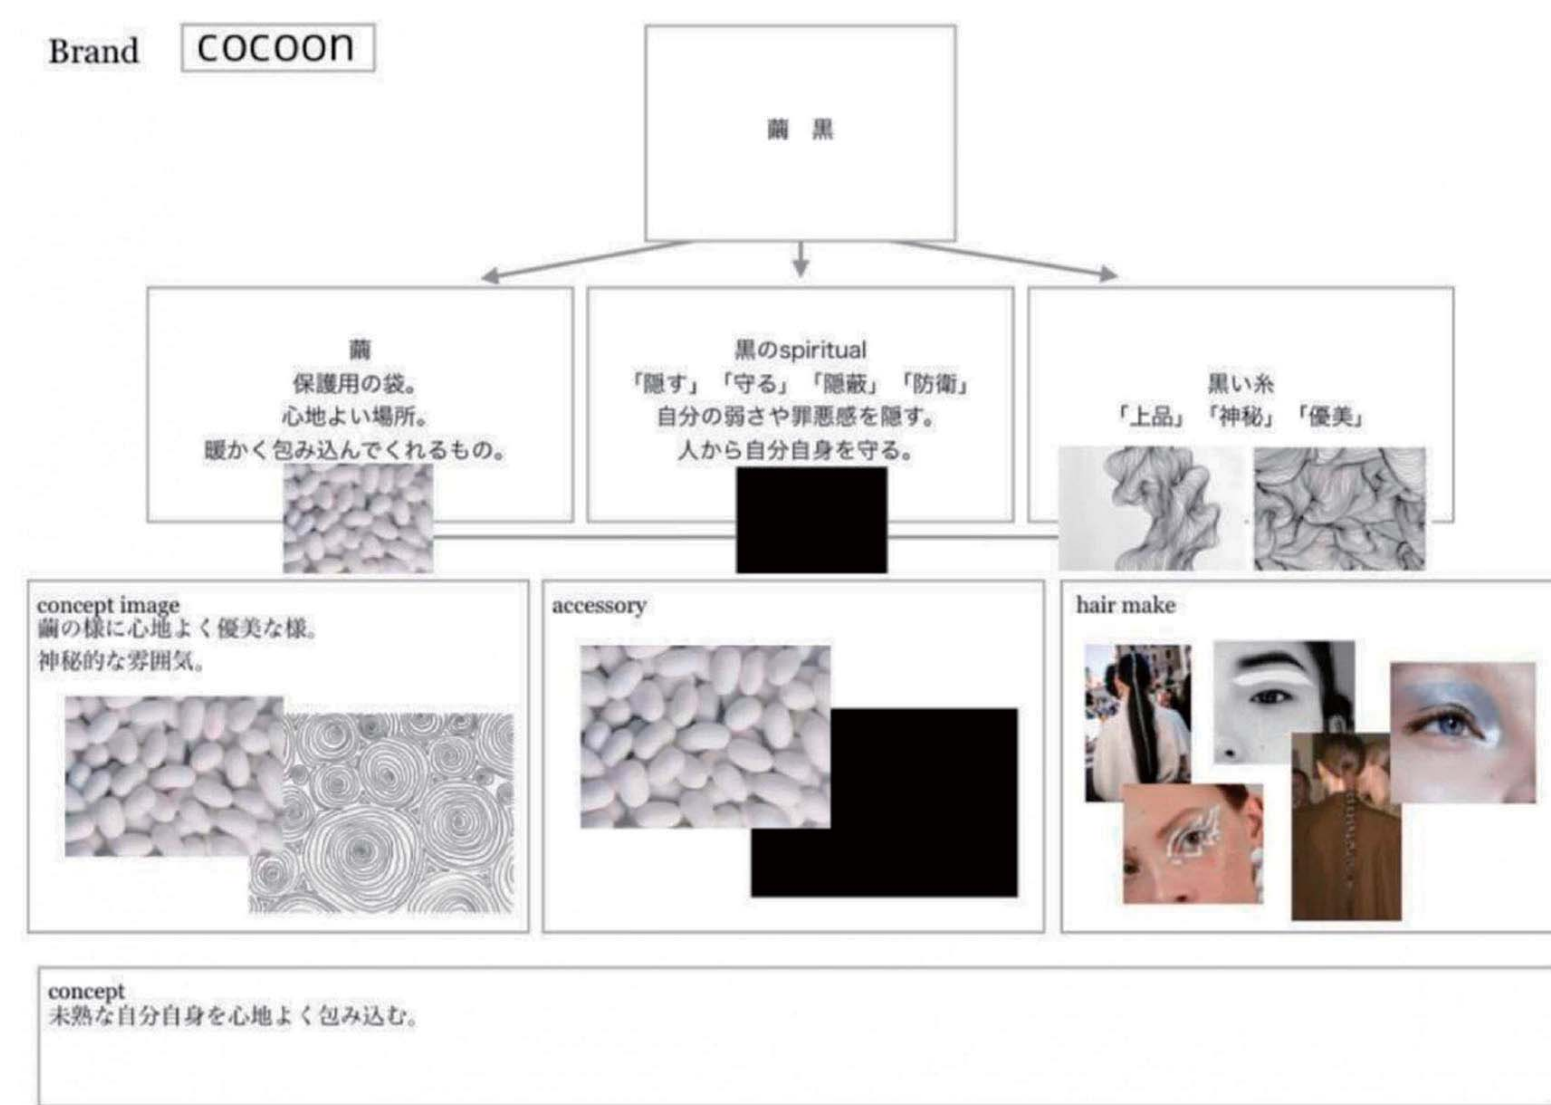 Brand
cocoon
繭　黒
繭
保護用の袋。
心地よい場所。
暖かく包み込んでくれるもの。
黒のspiritual
「隠す」「守る」「隠蔽」「防衛」
自分の弱さや罪悪感を隠す。
人から自分自身を守る。
黒い糸
「上品」「神秘」「優美」
concept image
繭の様に心地よく優美な様。
神秘的な雰囲気。
accessory
hair make
concept
未熟な自分自身を心地よく包み込む。